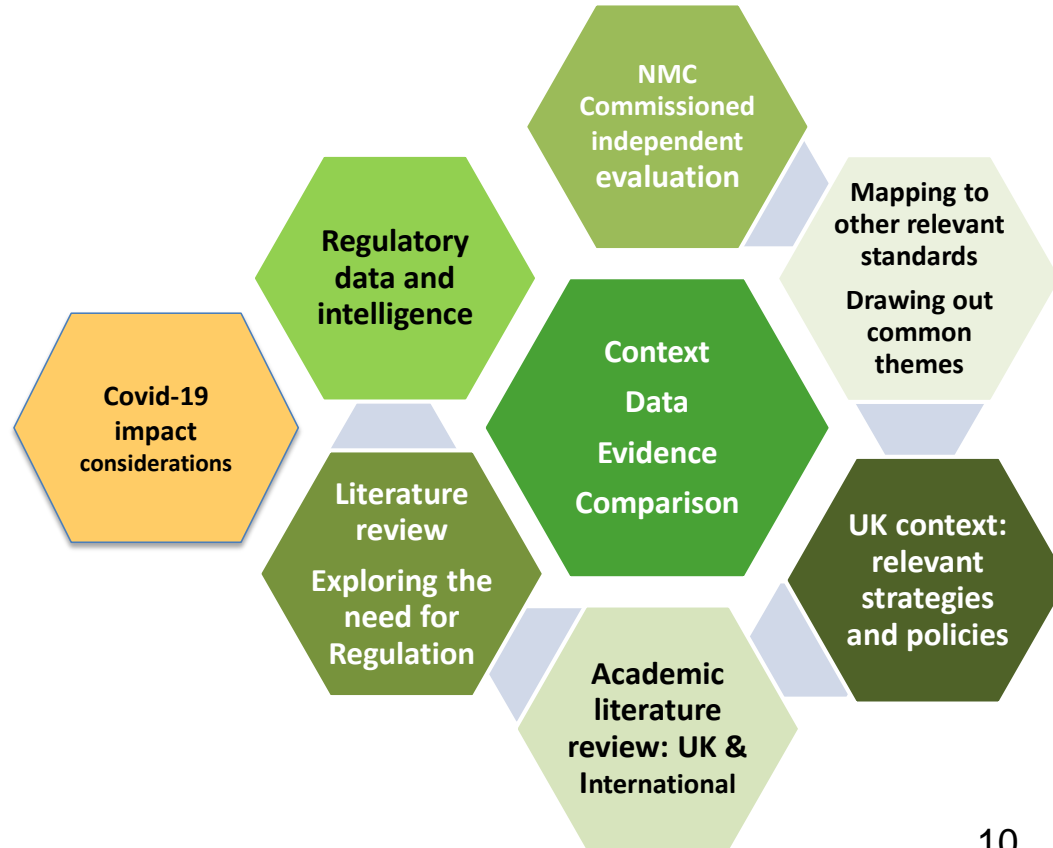 NMC
Commissioned
independent
evaluation
Mapping to
other relevant
standards
Drawing out
common
themes
Regulatory
data and
intelligence
Context
Data
Evidence
Comparison
Covid-19
impact
considerations
Literature
review
Exploring the
need for
Regulation
UK context:
relevant
strategies
and policies
Academic
literature
review: UK &
International
10